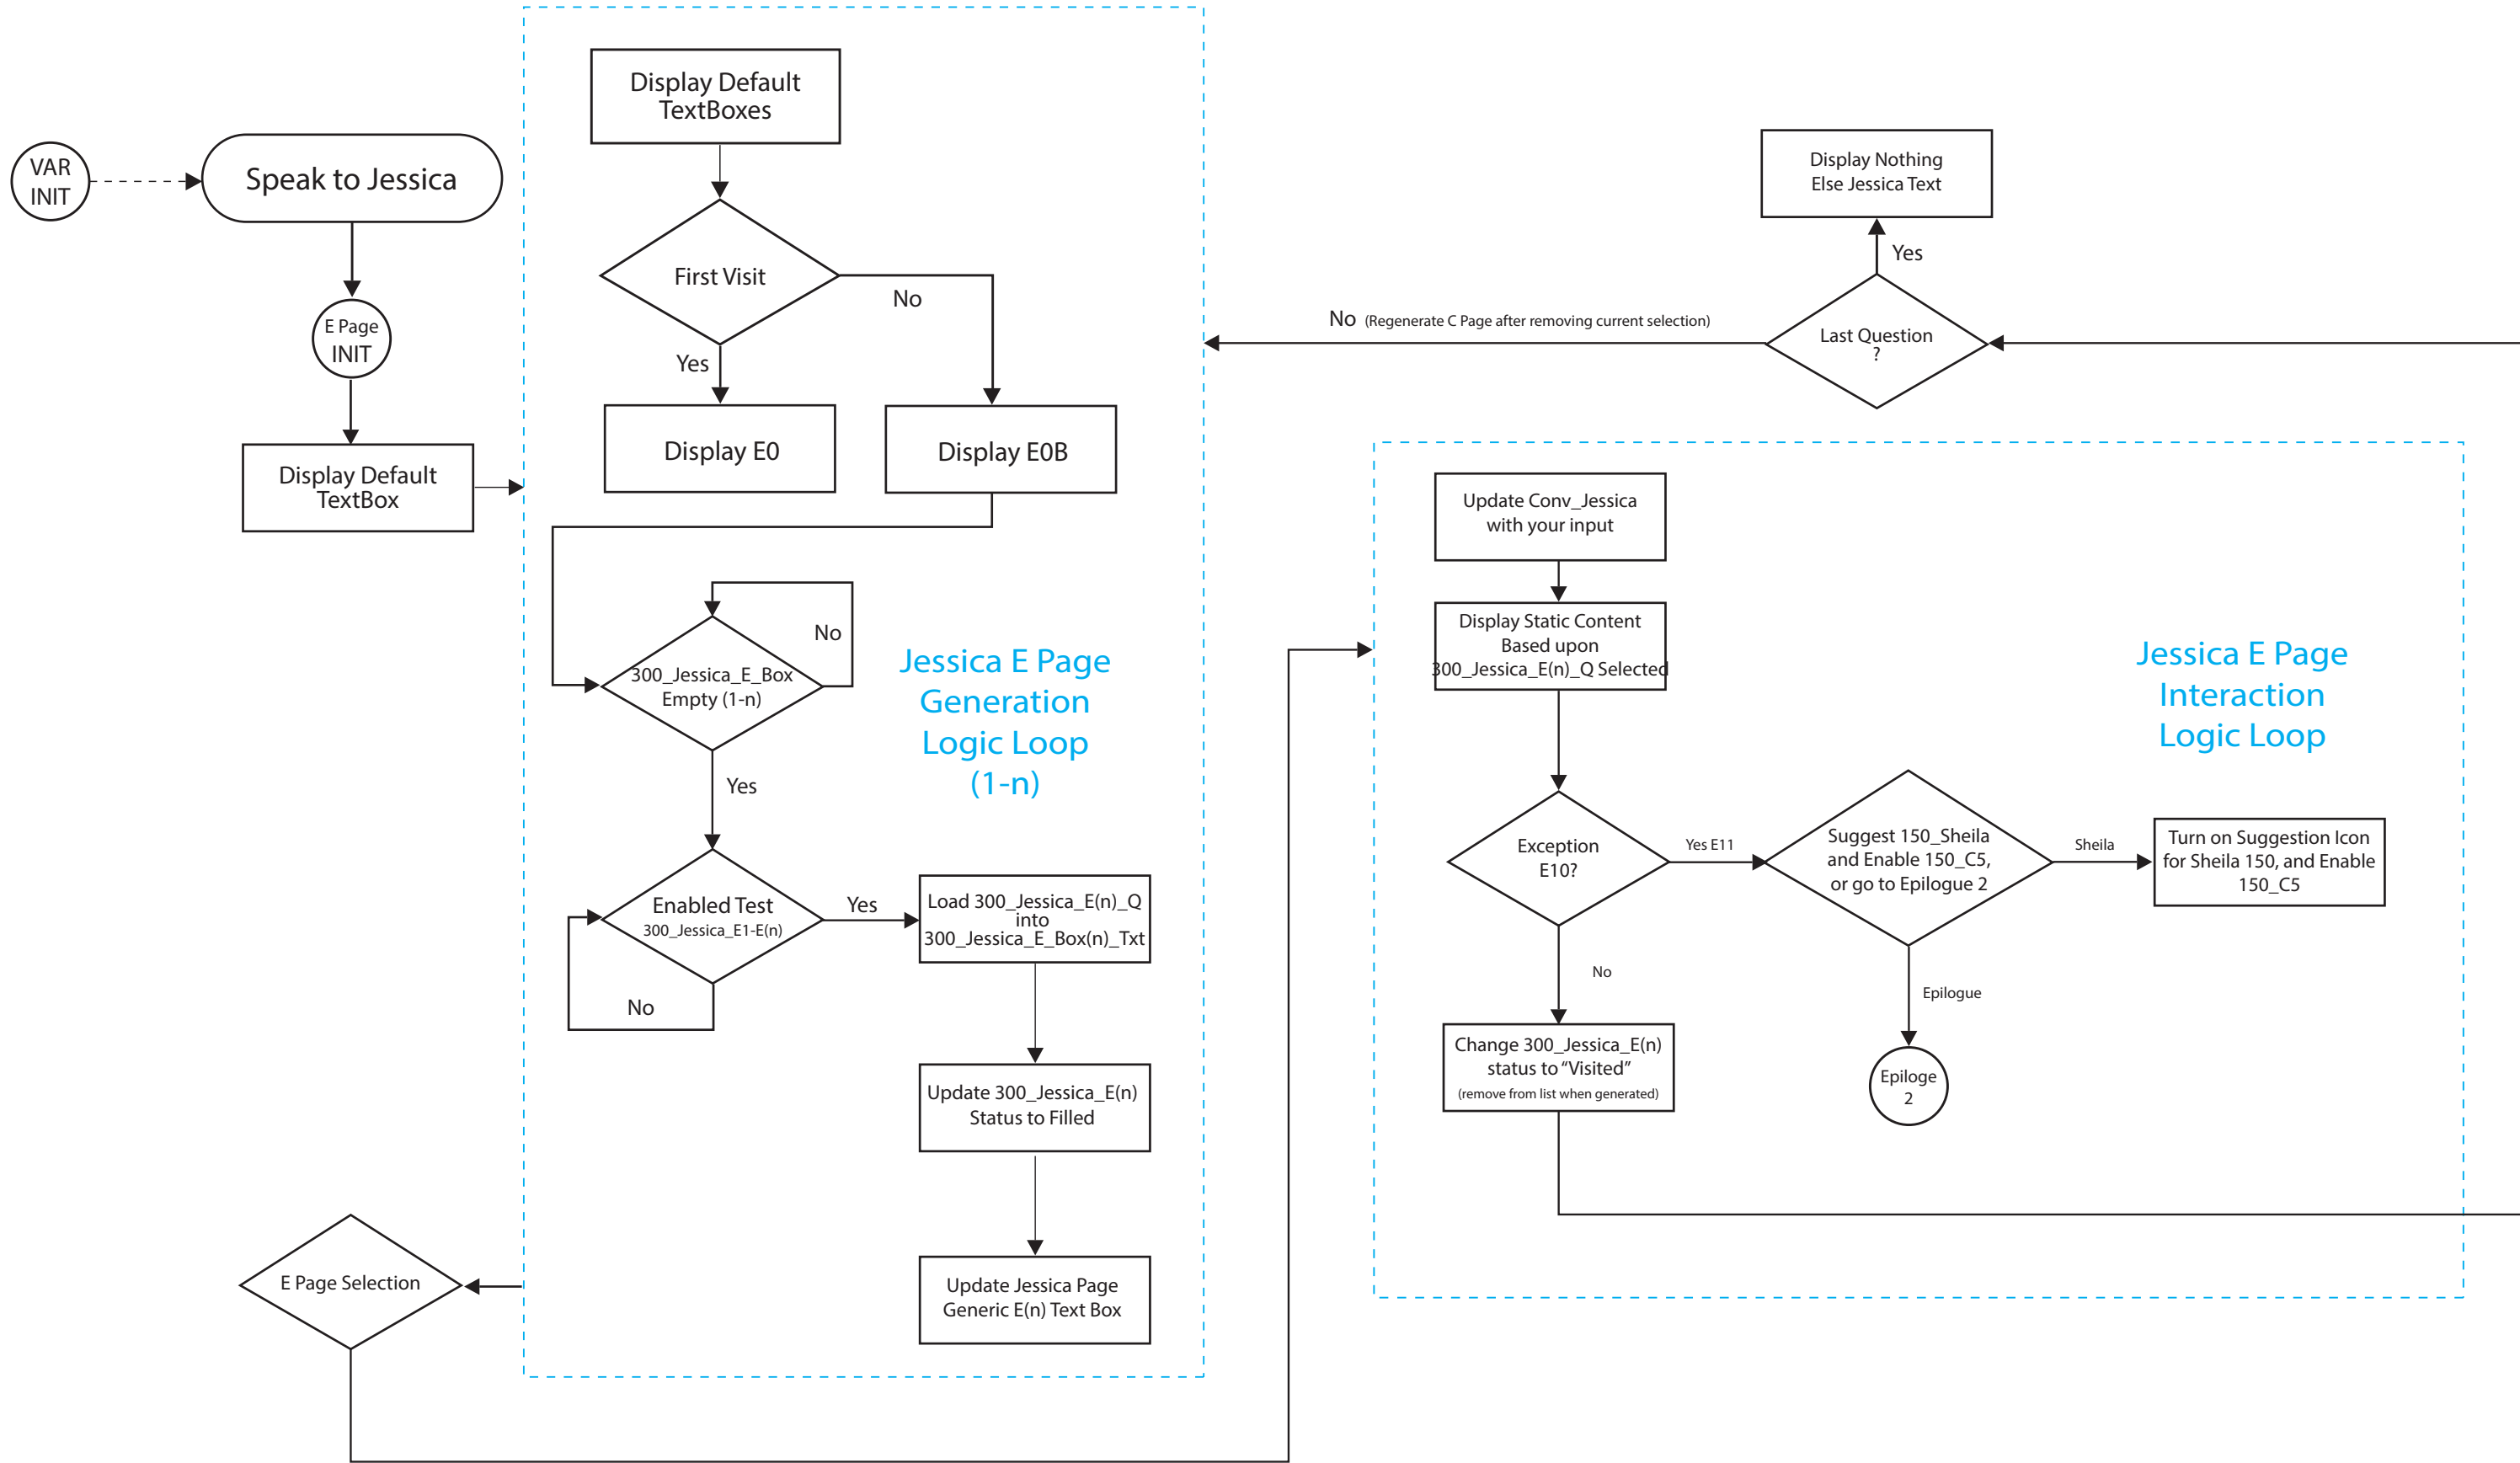 VAR
INIT
Speak to Jessica
E Page
INIT
Display Default
TextBox
Display Default
TextBoxes
First Visit
No
Yes
Display E0
Display E0B
No
300_Jessica_E_Box
Empty (1-n)
Yes
Jessica E Page
Generation
Logic Loop
(1-n)
Enabled Test
300_Jessica_E1-E(n)
Yes
No
Load 300_Jessica_E(n)_Q
into
300_Jessica_E_Box(n)_Txt
Update 300_Jessica_E(n)
Status to Filled
Update Jessica Page
Generic E(n) Text Box
E Page Selection
Display Nothing
Else Jessica Text
Yes
Last Question
?
No (Regenerate C Page after removing current selection)
Update Conv_Jessica
with your input
Display Static Content
Based upon
300_Jessica_E(n)_Q Selected
Jessica E Page
Interaction
Logic Loop
Exception
E10?
Yes E11
Suggest 150_Sheila
and Enable 150_C5,
or go to Epilogue 2
Sheila
Turn on Suggestion Icon
for Sheila 150, and Enable
150_C5
No
Epilogue
Change 300_Jessica_E(n)
status to “Visited”
(remove from list when generated)
Epiloge
2